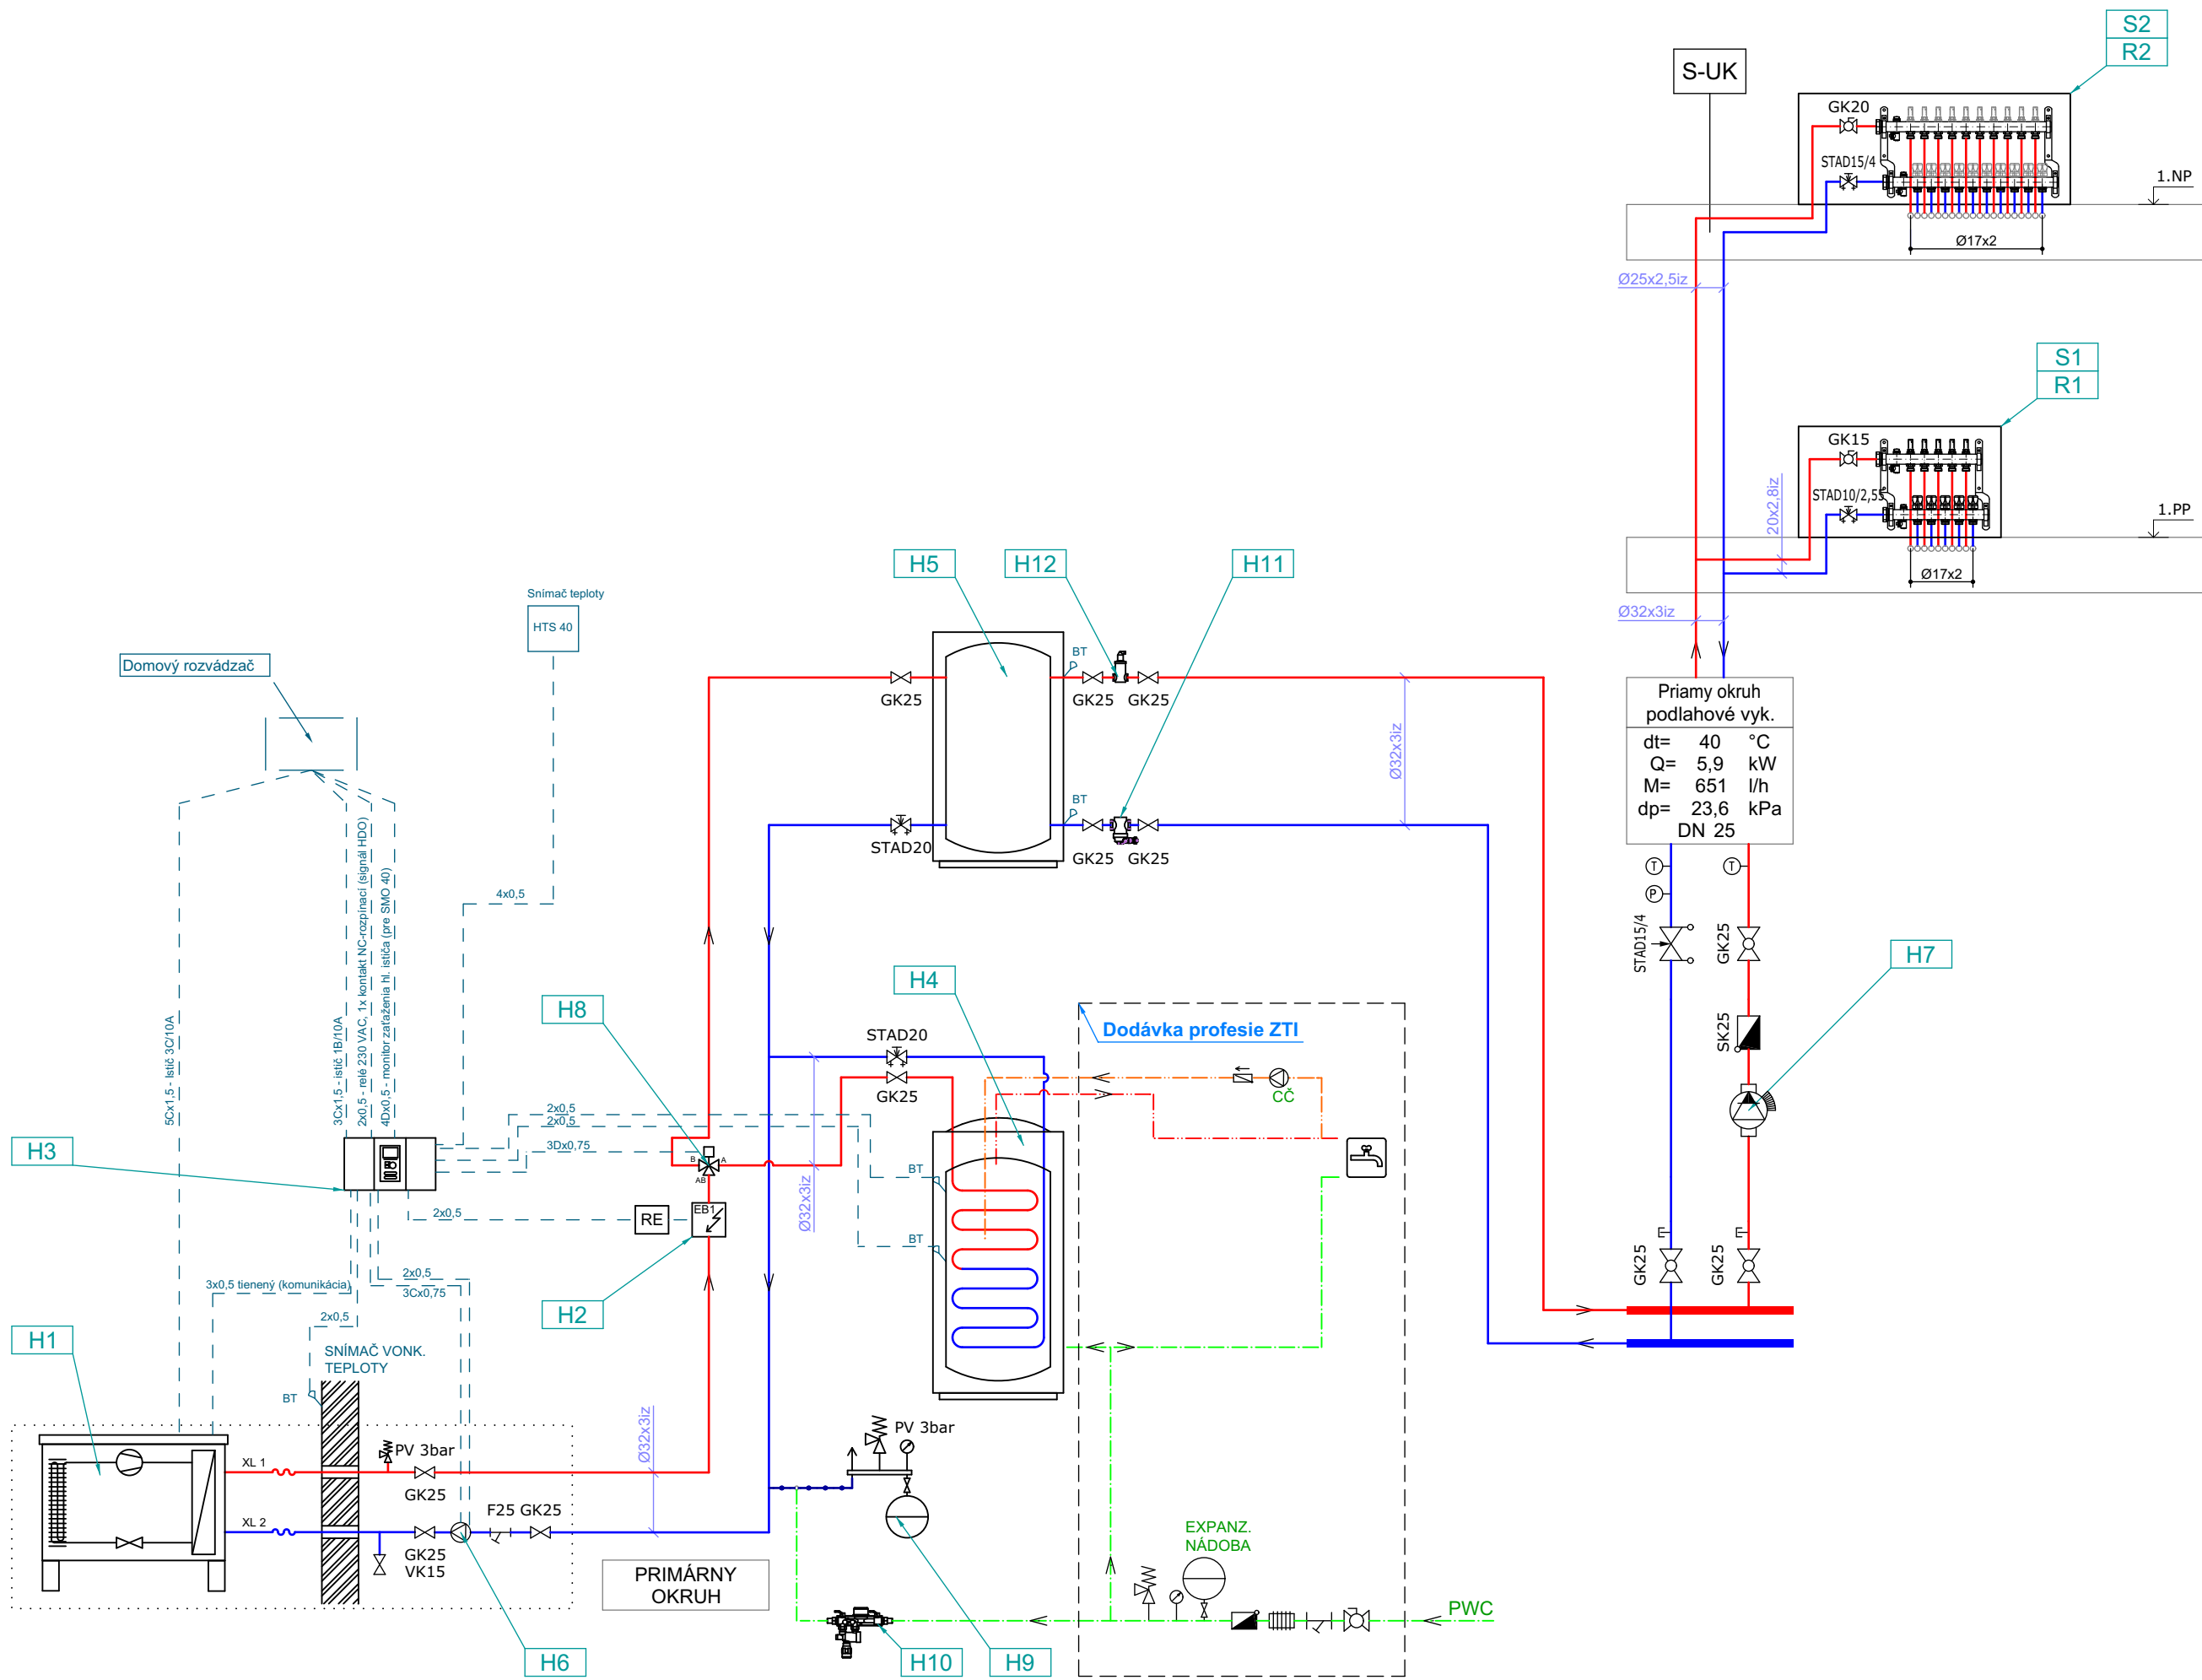 S2
R2
S-UK
GK20
STAD15/4
1.NP
Ø17x2
Ø25x2,5iz
S1
R1
GK15
STAD10/2,5S
20x2,8iz
1.PP
Ø17x2
Ø32x3iz
H5
H12
H11
Snímač teploty
HTS 40
Domový rozvádzač
BT
GK25
GK25
GK25
Ø32x3iz
Priamy okruh
podlahové vyk.
dt= 40 °C
Q= 5,9 kW
M= 651 l/h
dp= 23,6 kPa
DN 25
BT
STAD20
GK25
GK25
T
T
P
STAD15/4
GK25
SK25
H7
4x0,5
5Cx1,5 - Istič 3C/10A
3Cx1,5 - istič 1B/10A
2x0,5 - relé 230 VAC, 1x kontakt NC-rozpínací (signál HDO)
4Dx0,5 - monitor zaťaženia hl. ističa (pre SMO 40)
H8
H4
Dodávka profesie ZTI
STAD20
GK25
CČ
2x0,5
2x0,5
3Dx0,75
H3
B
A
AB
BT
Ø32x3iz
2x0,5
RE
EB1
BT
GK25
GK25
3x0,5 tienený (komunikácia)
2x0,5
3Cx0,75
H2
2x0,5
H1
SNÍMAČ VONK.
TEPLOTY
BT
Ø32x3iz
PV 3bar
PV 3bar
XL 1
GK25
F25 GK25
XL 2
GK25
VK15
EXPANZ.
NÁDOBA
PRIMÁRNY
OKRUH
PWC
H6
H10
H9